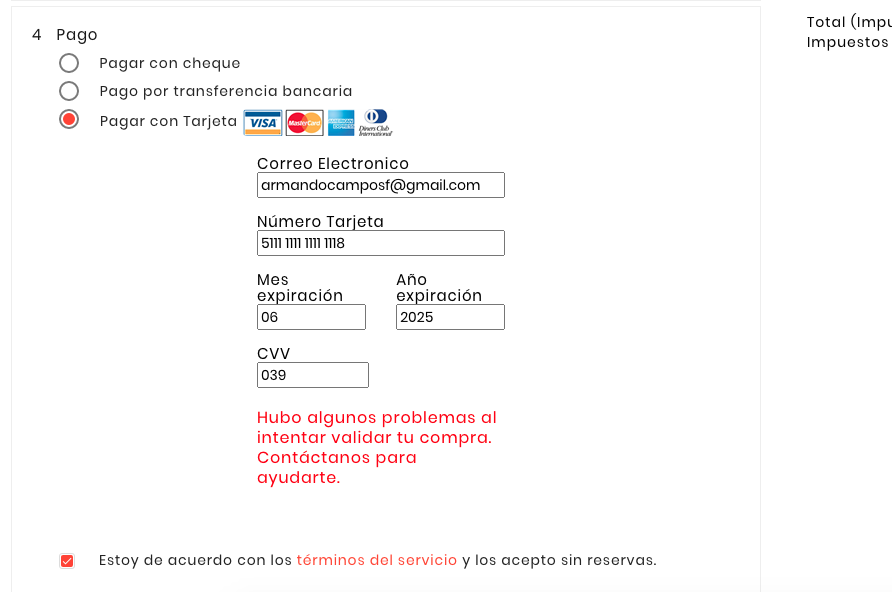 4 Pago
Total (Impu
Impuestos
Pagar con cheque
Pago por transferencia bancaria
Pagar con Tarjeta VISA MasterCard AMERICAN EXPRESS Diners Club International
Correo Electronico
armandocamposf@gmail.com
Número Tarjeta
5111 1111 1111 1118
Mes
expiración
Año
expiración
06
2025
CVV
039
Hubo algunos problemas al
intentar validar tu compra.
Contáctanos para
ayudarte.
Estoy de acuerdo con los términos del servicio y los acepto sin reservas.